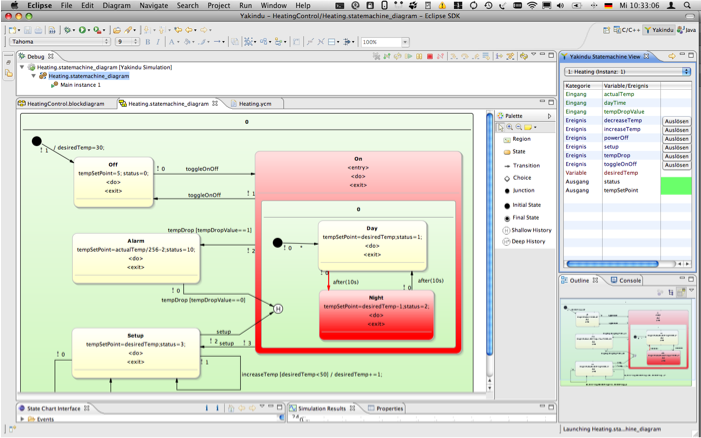 Eclipse File Edit Diagram Navigate Search Project Run Window Help
Mi 10:33:06
Yakindu – HeatingControl/Heating.statemachine_diagram – Eclipse SDK
C/C++ Yakindu Java
Tahoma 9 100%
Debug
Heating.statemachine_diagram [Yakindu Simulation]
Heating.statemachine_diagram
Main instance 1
HeatingControl.blockdiagram
Heating.statemachine_diagram
Heating.ycm
0
! 1 / desiredTemp=30;
Off
tempSetPoint=5; status=0;
<do>
<exit>
! 0 toggleOnOff
toggleOnOff ! 1
On
<entry>
<do>
<exit>
0
Day
tempSetPoint=desiredTemp;status=1;
<do>
<exit>
! 0 *
! 0
after(10s)
after(10s)
! 0
Night
tempSetPoint=desiredTemp-1;status=2;
<do>
<exit>
tempDrop [tempDropValue==1]
! 2
Alarm
tempSetPoint=actualTemp/256-2;status=10;
<do>
<exit>
! 0
tempDrop [tempDropValue==0]
H
Setup
tempSetPoint=desiredTemp;status=3;
<do>
<exit>
setup
! 2 setup ! 3
! 0
! 1
increaseTemp [desiredTemp<50] / desiredTemp+=1;
Palette
Region
State
Transition
Choice
Junction
Initial State
Final State
H Shallow History
Deep History
Yakindu Statemachine View
1: Heating (Instanz: 1)
Kategorie Variable/Ereignis
Eingang actualTemp
Eingang dayTime
Eingang tempDropValue
Ereignis decreaseTemp Auslösen
Ereignis increaseTemp Auslösen
Ereignis powerOff Auslösen
Ereignis setup Auslösen
Ereignis tempDrop Auslösen
Ereignis toggleOnOff Auslösen
Variable desiredTemp
Ausgang status
Ausgang tempSetPoint
Outline Console
State Chart Interface
Events
Simulation Results Properties
Launching Heating.sta...hine_diagram